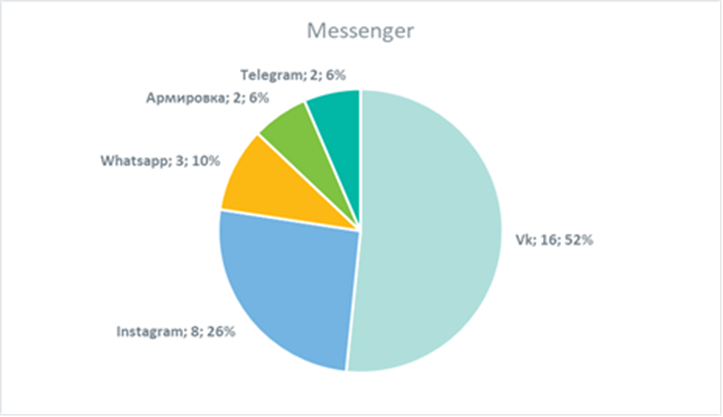 Messenger
Telegram; 2; 6%
Армировка; 2; 6%
Whatsapp; 3; 10%
Vk; 16; 52%
Instagram; 8; 26%